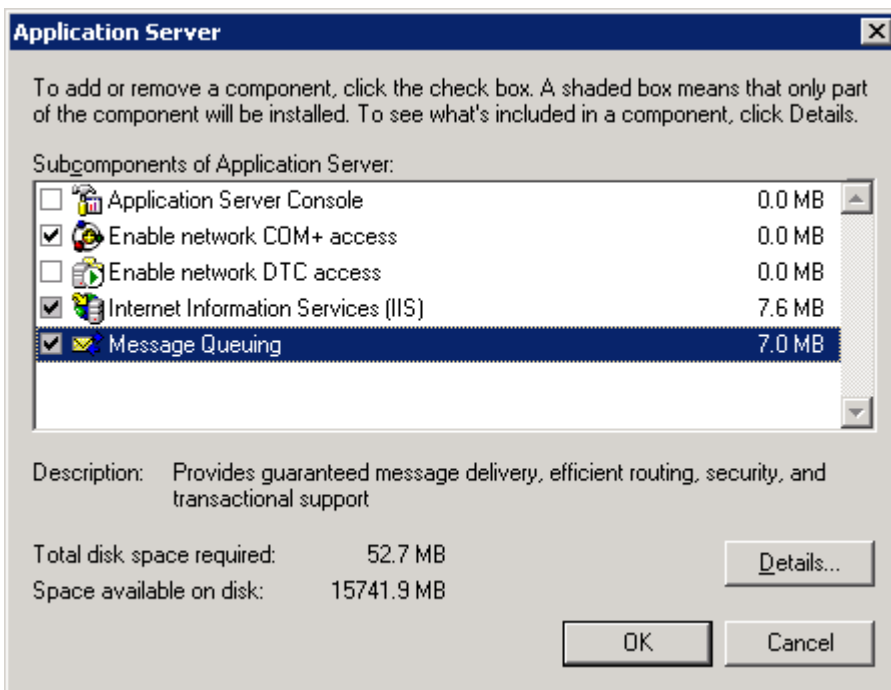 Application Server
To add or remove a component, click the check box. A shaded box means that only part
of the component will be installed. To see what's included in a component, click Details.
Subcomponents of Application Server:
Application Server Console 0.0 MB
Enable network COM+ access 0.0 MB
Enable network DTC access 0.0 MB
Internet Information Services (IIS) 7.6 MB
Message Queuing 7.0 MB
Description: Provides guaranteed message delivery, efficient routing, security, and
transactional support
Total disk space required: 52.7 MB
Space available on disk: 15741.9 MB
Details...
OK Cancel